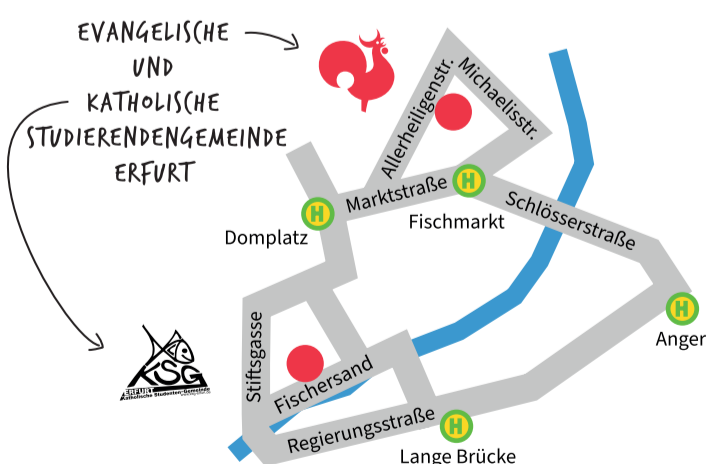 EVANGELISCHE
UND
KATHOLISCHE
STUDIERENDENGEMEINDE
ERFURT
Allerheiligenstr.
Michaelisstr.
Marktstraße
H
Fischmarkt
Schlösserstraße
H
Domplatz
H
Anger
Stiftsgasse
Fischersand
Regierungsstraße
H
Lange Brücke
KSG
ERFURT
Katholische Studenten-Gemeinde